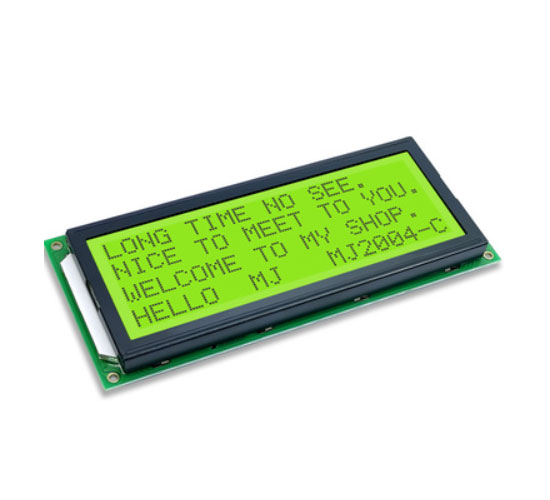 LONG TIME NO SEE.
NICE TO MEET TO YOU.
WELCOME TO MY SHOP.
HELLO MJ MJ2004-C